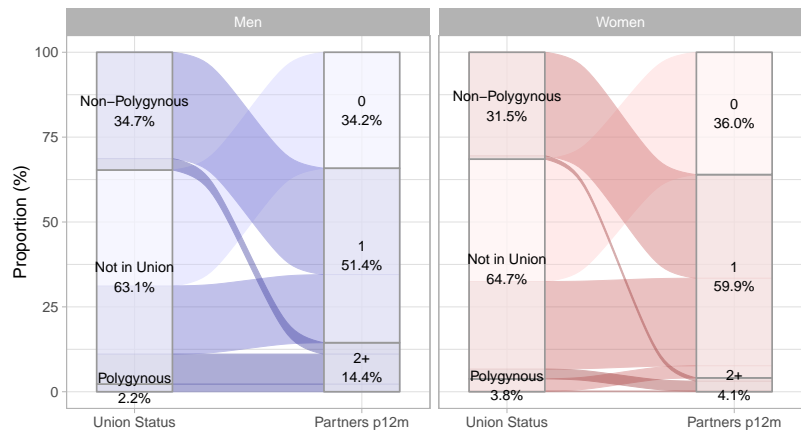 Men
Women
Proportion (%)
100
75
50
25
0
Non−Polygynous
34.7%
Not in Union
63.1%
Polygynous
2.2%
0
34.2%
1
51.4%
2+
14.4%
Union Status
Partners p12m
Non−Polygynous
31.5%
Not in Union
64.7%
Polygynous
3.8%
0
36.0%
1
59.9%
2+
4.1%
Union Status
Partners p12m